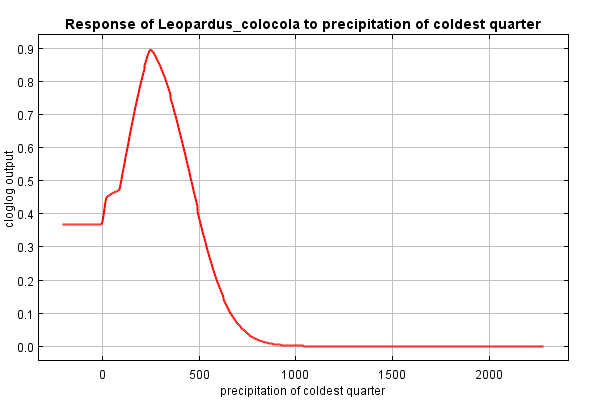 Response of Leopardus_colocola to precipitation of coldest quarter
0.9
0.8
0.7
0.6
0.5
0.4
0.3
0.2
0.1
0.0
cloglog output
0 500 1000 1500 2000
precipitation of coldest quarter